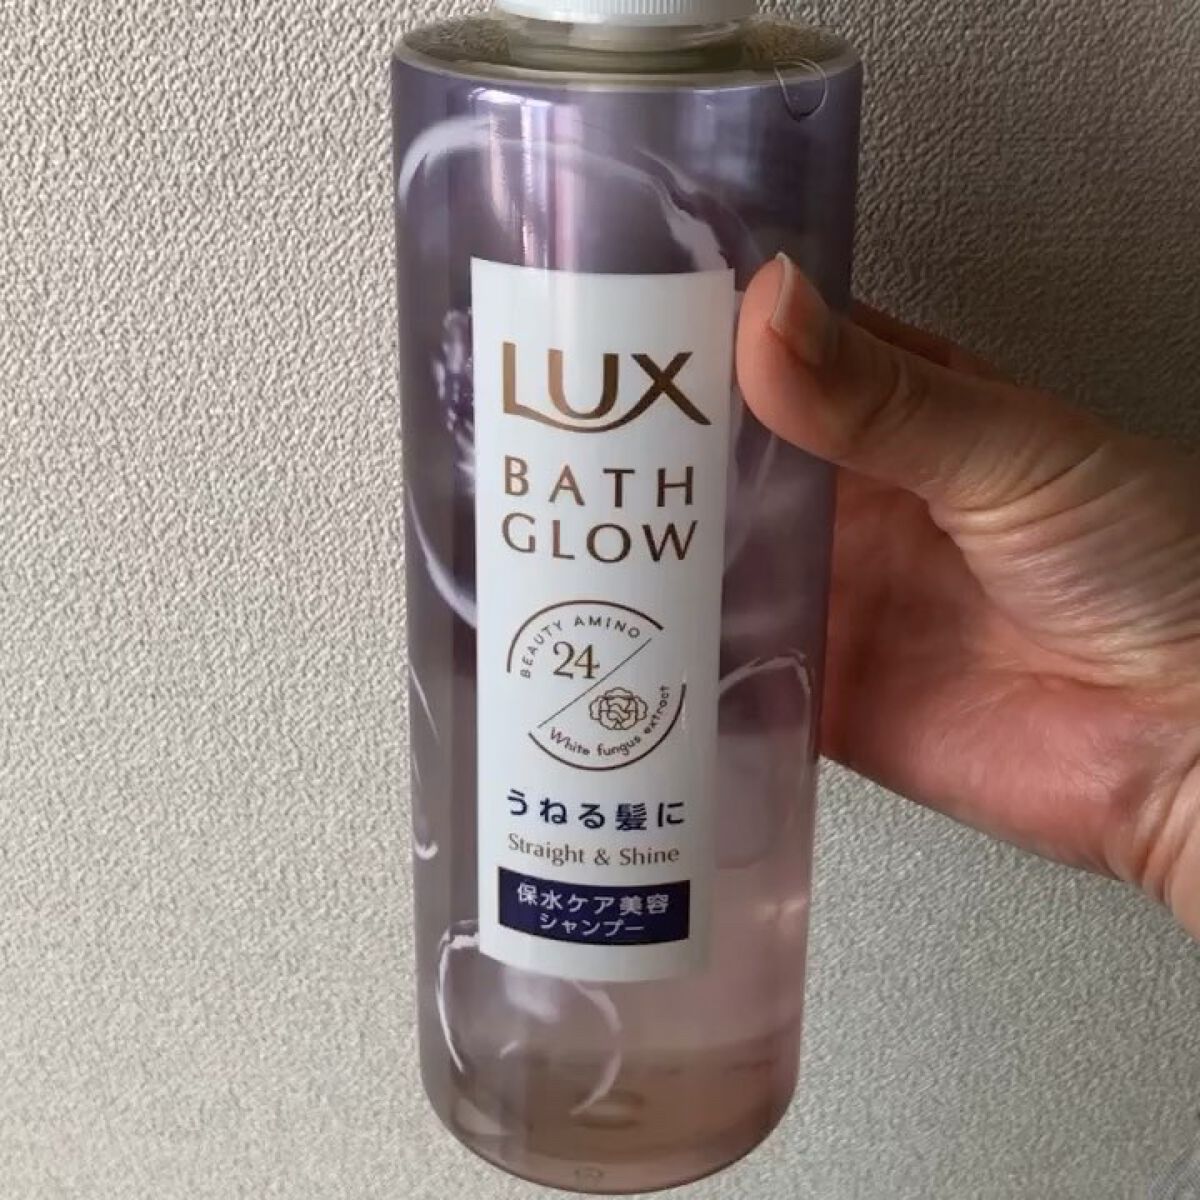 LUX
BATH
GLOW
BEAUTY AMINO
24
White fungus extract
うねる髪に
Straight & Shine
保水ケア美容
シャンプー